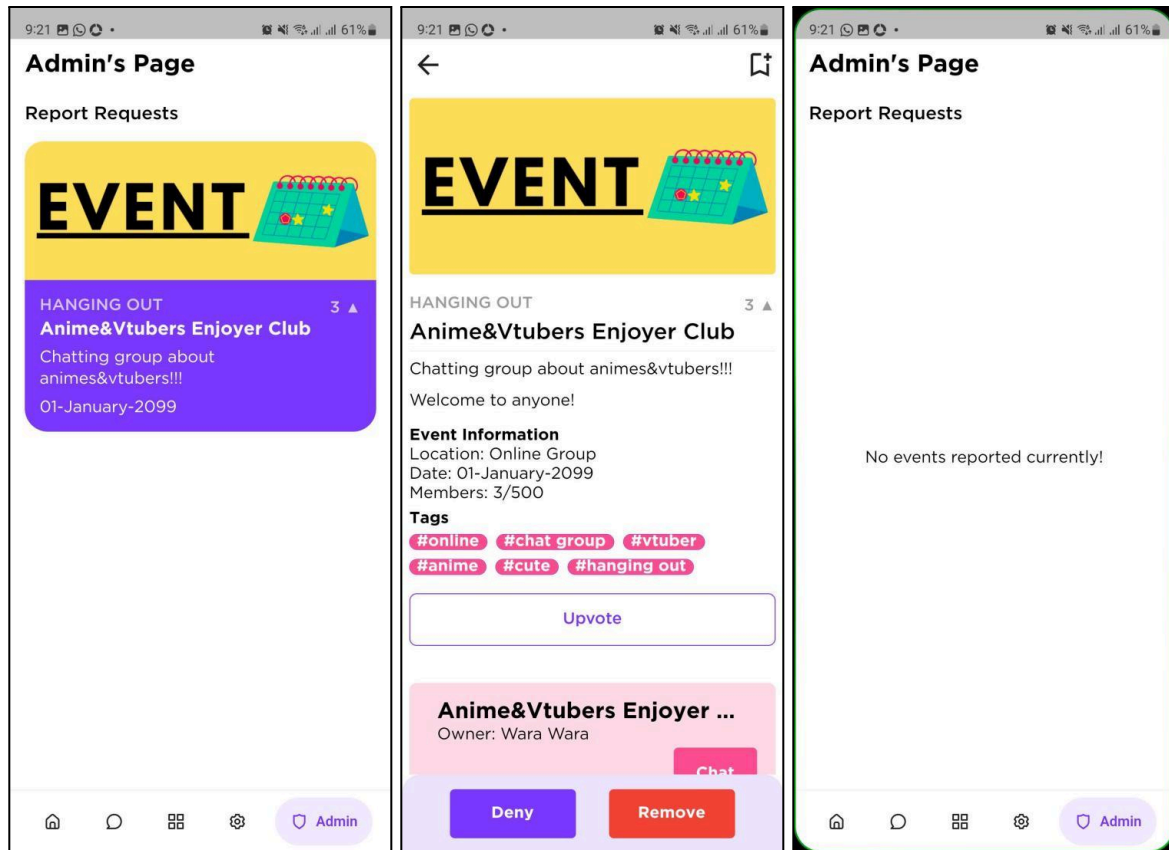 9:21
61%
Admin's Page
Report Requests
EVENT
HANGING OUT
3 ▲
Anime&Vtubers Enjoyer Club
Chatting group about
animes&vtubers!!!
01-January-2099
Admin
9:21
61%
EVENT
HANGING OUT
3 ▲
Anime&Vtubers Enjoyer Club
Chatting group about animes&vtubers!!!
Welcome to anyone!
Event Information
Location: Online Group
Date: 01-January-2099
Members: 3/500
Tags
#online #chat group #vtuber
#anime #cute #hanging out
Upvote
Anime&Vtubers Enjoyer ...
Owner: Wara Wara
Chat
Deny Remove
9:21
61%
Admin's Page
Report Requests
No events reported currently!
Admin